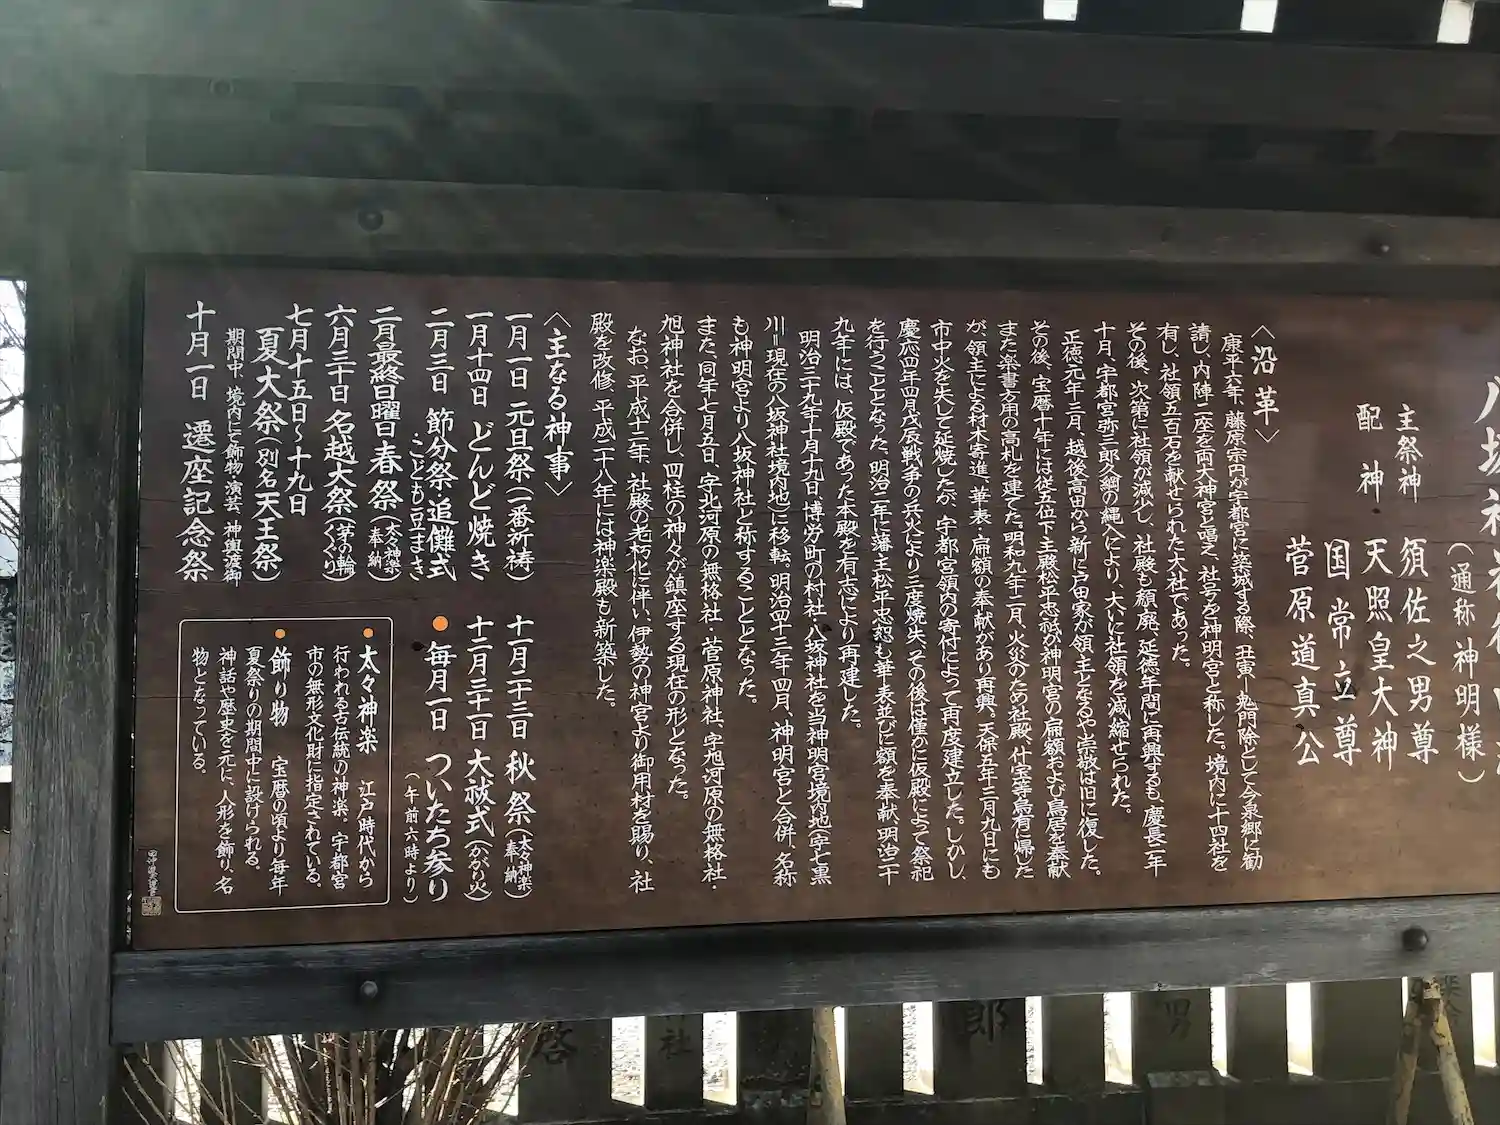 八坂神社御由
(通称 神明様)
主祭神 須佐之男尊
配神 天照皇大神
国常立尊
菅原道真公
〈沿革〉
康平六年、藤原宗円が宇都宮に築城する際、丑寅=鬼門除として今泉郷に勧
請し、内陣二座を両大神宮と唱え、社号を神明宮と称した。境内に十四社を
有し、社領五百石を献せられた大社であった。
その後、次第に社領が減少し、社殿も頽廃、延徳年間に再興するも、慶長二年
十月、宇都宮弥三郎久綱の縄入により、大いに社領を減縮せられた。
正徳元年三月、越後高田から新に戸田家が領主となるや崇敬は旧に復した。
その後、宝暦十年には従五位下主殿松平忠祗が神明宮の扁額および鳥居を奉献
また楽書方用の高札を建てた。明和九年二月、火災のため社殿、什宝等烏有に帰した
が、領主による材木寄進、華表・扁額の奉献があり再興。天保五年三月九日にも
市中火を失して延焼したが、宇都宮領内の寄付によって再度建立した。しかし、
慶応四年四月戊辰戦争の兵火により三度焼失、その後は僅かに仮殿によって祭祀
を行うこととなった。明治二年に藩主松平忠恕も華表並びに額を奉献、明治二十
九年には、仮殿であった本殿を有志により再建した。
明治三九年十月十九日、博労町の村社、八坂神社を当神明宮境内地(字七黒
川=現在の八坂神社境内地)に移転。明治四十三年四月、神明宮と合併、名称
も神明宮より八坂神社と称することとなった。
また、同年七月五日、字北河原の無格社・菅原神社、字旭河原の無格社・
旭神社を合併し、四柱の神々が鎮座する現在の形となった。
なお、平成十二年、社殿の老朽化に伴い、伊勢の神宮より御用材を賜り、社
殿を改修、平成二十八年には神楽殿も新築した。
〈主なる神事〉
一月一日 元旦祭(一番祈祷)
一月十四日 どんど焼き
二月三日 節分祭・追儺式
こども豆まき
二月最終日曜日 春祭(太々神楽奉納)
六月三十日 名越大祭(茅の輪くぐり)
七月十五日〜十九日
夏大祭(別名 天王祭)
期間中、境内にて飾物・演芸、神輿渡御
十月一日 遷座記念祭
十一月二十三日 秋祭(太々神楽奉納)
十二月三十一日 大祓式(かがり火)
● 毎月一日 ついたち参り
(午前六時より)
● 太々神楽 江戸時代から
行われる古伝統の神楽。宇都宮
市の無形文化財に指定されている。
● 飾り物 宝暦の頃より毎年
夏祭りの期間中に設けられる。
神話や歴史を元に、人形を飾り、名
物となっている。
郎
男
社
啓